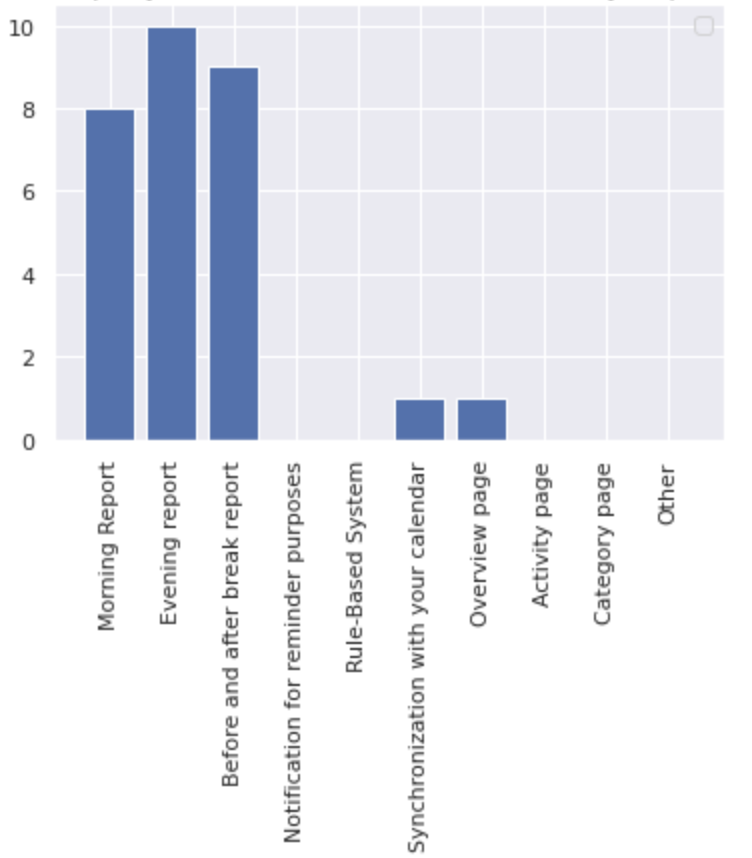 10
8
6
4
2
0
Morning Report
Evening report
Before and after break report
Notification for reminder purposes
Rule-Based System
Synchronization with your calendar
Overview page
Activity page
Category page
Other